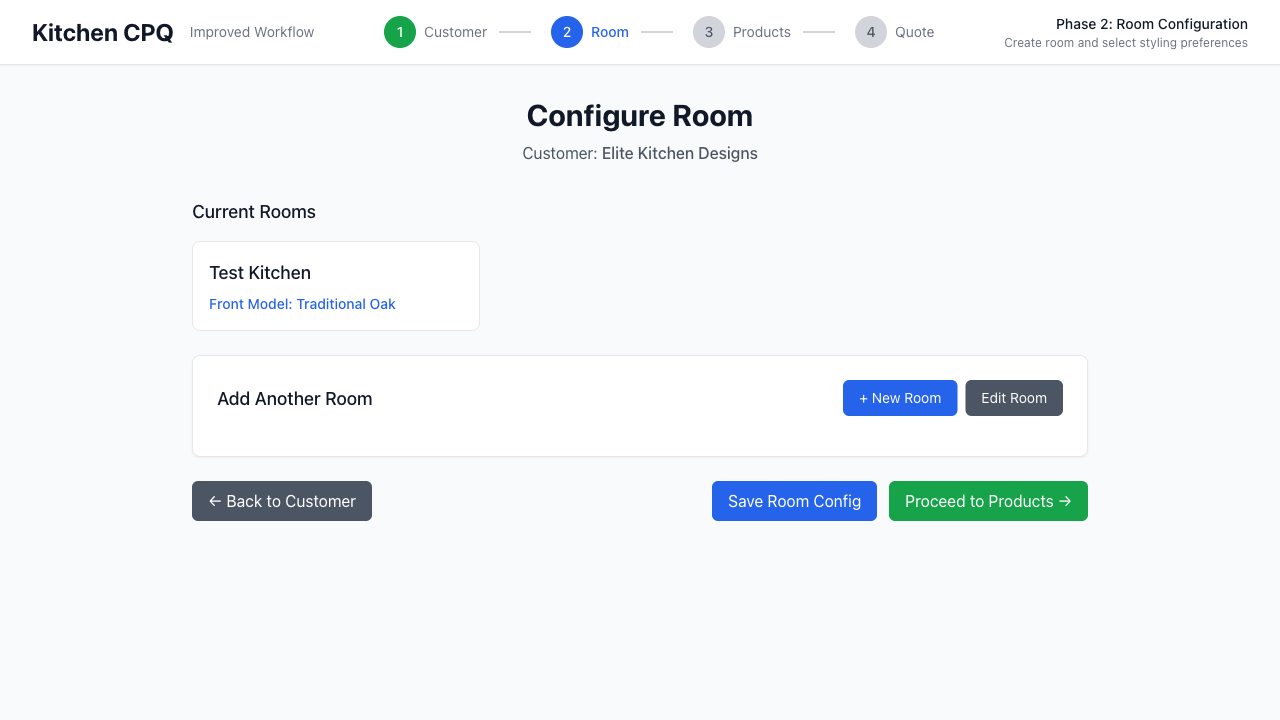 Kitchen CPQ Improved Workflow
1 Customer 2 Room 3 Products 4 Quote
Phase 2: Room Configuration
Create room and select styling preferences
Configure Room
Customer: Elite Kitchen Designs
Current Rooms
Test Kitchen
Front Model: Traditional Oak
Add Another Room
+ New Room
Edit Room
← Back to Customer
Save Room Config
Proceed to Products →